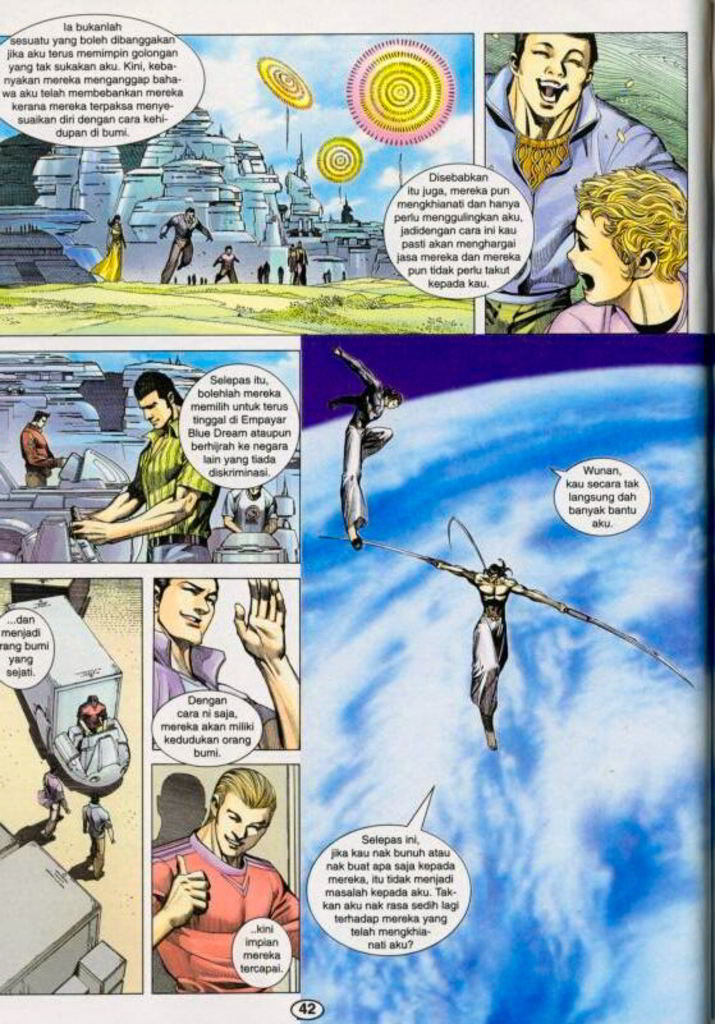 Ia bukanlah
sesuatu yang boleh dibanggakan
jika aku terus memimpin golongan
yang tak sukakan aku. Kini, keba-
nyakan mereka menganggap baha-
wa aku telah membebankan mereka
kerana mereka terpaksa menye-
suaikan diri dengan cara kehi-
dupan di bumi.
Disebabkan
itu juga, mereka pun
mengkhianati dan hanya
perlu menggulingkan aku,
jadidengan cara ini kau
pasti akan menghargai
jasa mereka dan mereka
pun tidak perlu takut
kepada kau.
Selepas itu,
bolehlah mereka
memilih untuk terus
tinggal di Empayar
Blue Dream ataupun
berhijrah ke negara
lain yang tiada
diskriminasi.
Wunan,
kau secara tak
langsung dah
banyak bantu
aku.
...dan
menjadi
rang bumi
yang
sejati.
Dengan
cara ni saja,
mereka akan miliki
kedudukan orang
bumi.
..kini
impian
mereka
tercapai.
Selepas ini,
jika kau nak bunuh atau
nak buat apa saja kepada
mereka, itu tidak menjadi
masalah kepada aku. Tak-
kan aku nak rasa sedih lagi
terhadap mereka yang
telah mengkhia-
nati aku?
42